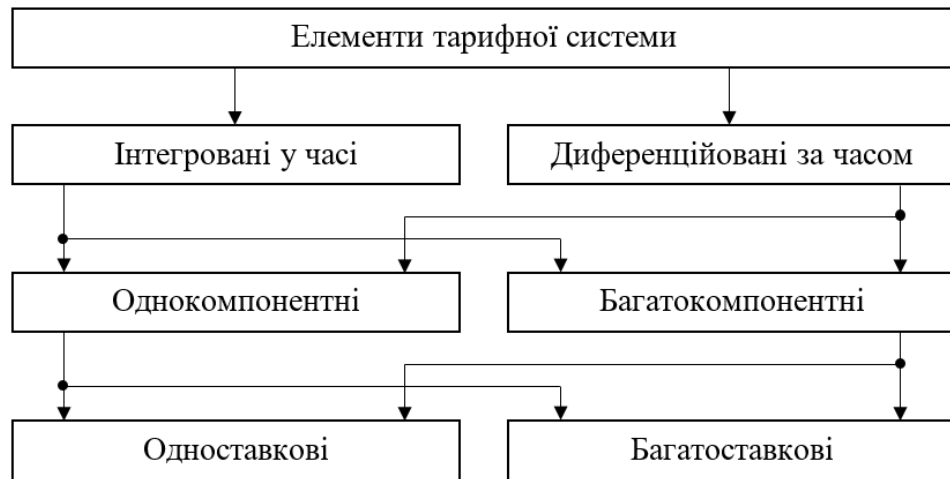 Елементи тарифної системи
Інтегровані у часі
Диференційовані за часом
Однокомпонентні
Багатокомпонентні
Одноставкові
Багатоставкові